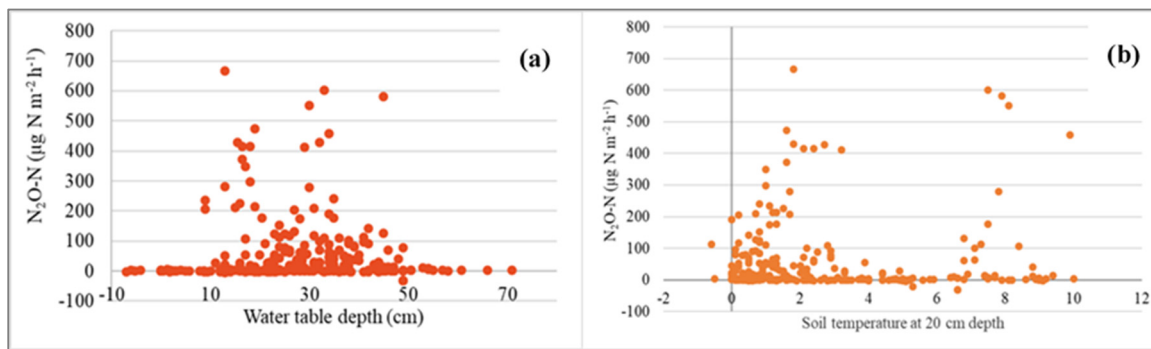 (a)
N₂O-N (µg N m⁻² h⁻¹)
800
700
600
500
400
300
200
100
0
-100
-10 10 30 50 70
Water table depth (cm)
(b)
N₂O-N (µg N m⁻² h⁻¹)
800
700
600
500
400
300
200
100
0
-100
-2 0 2 4 6 8 10 12
Soil temperature at 20 cm depth